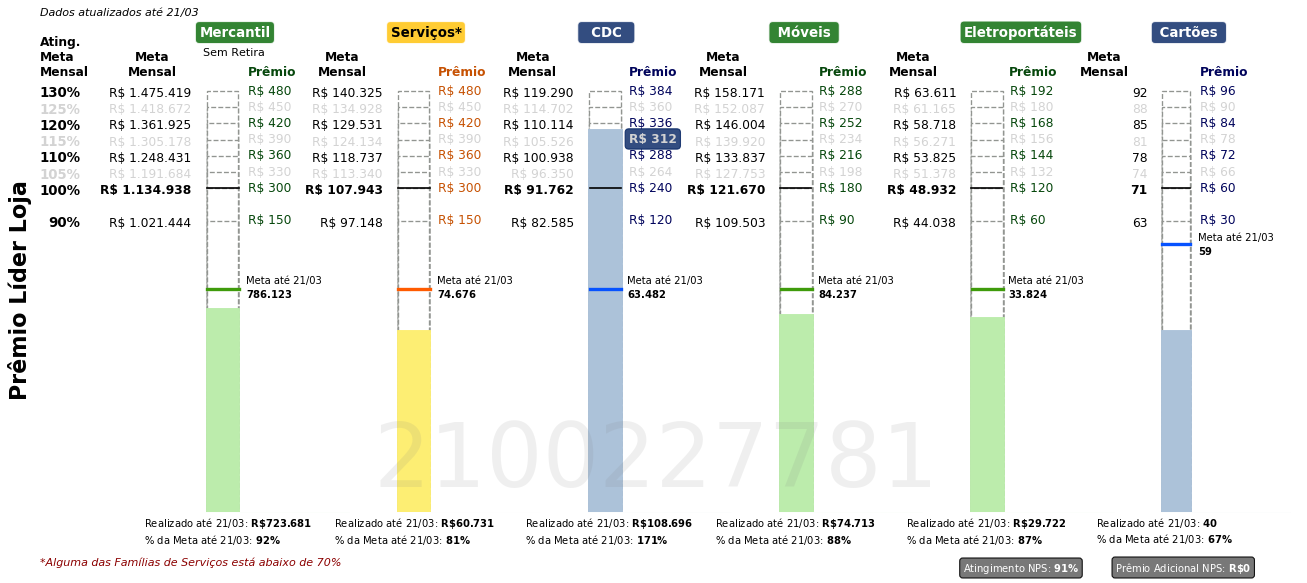 Dados atualizados até 21/03
Mercantil Serviços* CDC Móveis Eletroportáteis Cartões
Sem Retira
Ating. Meta Mensal Meta Mensal Prêmio Meta Mensal Prêmio Meta Mensal Prêmio Meta Mensal Prêmio Meta Mensal Prêmio Meta Mensal Prêmio
130% R$ 1.475.419 R$ 480 R$ 140.325 R$ 480 R$ 119.290 R$ 384 R$ 158.171 R$ 288 R$ 63.611 R$ 192 92 R$ 96
125% R$ 1.418.672 R$ 450 R$ 134.928 R$ 450 R$ 114.702 R$ 360 R$ 152.087 R$ 270 R$ 61.165 R$ 180 88 R$ 90
120% R$ 1.361.925 R$ 420 R$ 129.531 R$ 420 R$ 110.114 R$ 336 R$ 146.004 R$ 252 R$ 58.718 R$ 168 85 R$ 84
115% R$ 1.305.178 R$ 390 R$ 124.134 R$ 390 R$ 105.526 R$ 312 R$ 139.920 R$ 234 R$ 56.271 R$ 156 81 R$ 78
110% R$ 1.248.431 R$ 360 R$ 118.737 R$ 360 R$ 100.938 R$ 288 R$ 133.837 R$ 216 R$ 53.825 R$ 144 78 R$ 72
105% R$ 1.191.684 R$ 330 R$ 113.340 R$ 330 R$ 96.350 R$ 264 R$ 127.753 R$ 198 R$ 51.378 R$ 132 74 R$ 66
100% R$ 1.134.938 R$ 300 R$ 107.943 R$ 300 R$ 91.762 R$ 240 R$ 121.670 R$ 180 R$ 48.932 R$ 120 71 R$ 60
90% R$ 1.021.444 R$ 150 R$ 97.148 R$ 150 R$ 82.585 R$ 120 R$ 109.503 R$ 90 R$ 44.038 R$ 60 63 R$ 30
Meta até 21/03
59
Meta até 21/03 Meta até 21/03 Meta até 21/03 Meta até 21/03 Meta até 21/03
786.123 74.676 63.482 84.237 33.824
Prêmio Líder Loja
2100227781
Realizado até 21/03: R$723.681 Realizado até 21/03: R$60.731 Realizado até 21/03: R$108.696 Realizado até 21/03: R$74.713 Realizado até 21/03: R$29.722 Realizado até 21/03: 40
% da Meta até 21/03: 92% % da Meta até 21/03: 81% % da Meta até 21/03: 171% % da Meta até 21/03: 88% % da Meta até 21/03: 87% % da Meta até 21/03: 67%
*Alguma das Famílias de Serviços está abaixo de 70% Atingimento NPS: 91% Prêmio Adicional NPS: R$0